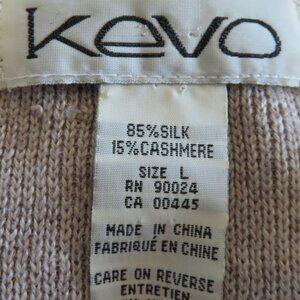 Kevo
85% SILK
15% CASHMERE
SIZE L
RN 90024
CA 00445
MADE IN CHINA
FABRIQUÉ EN CHINE
CARE ON REVERSE
ENTRETIEN